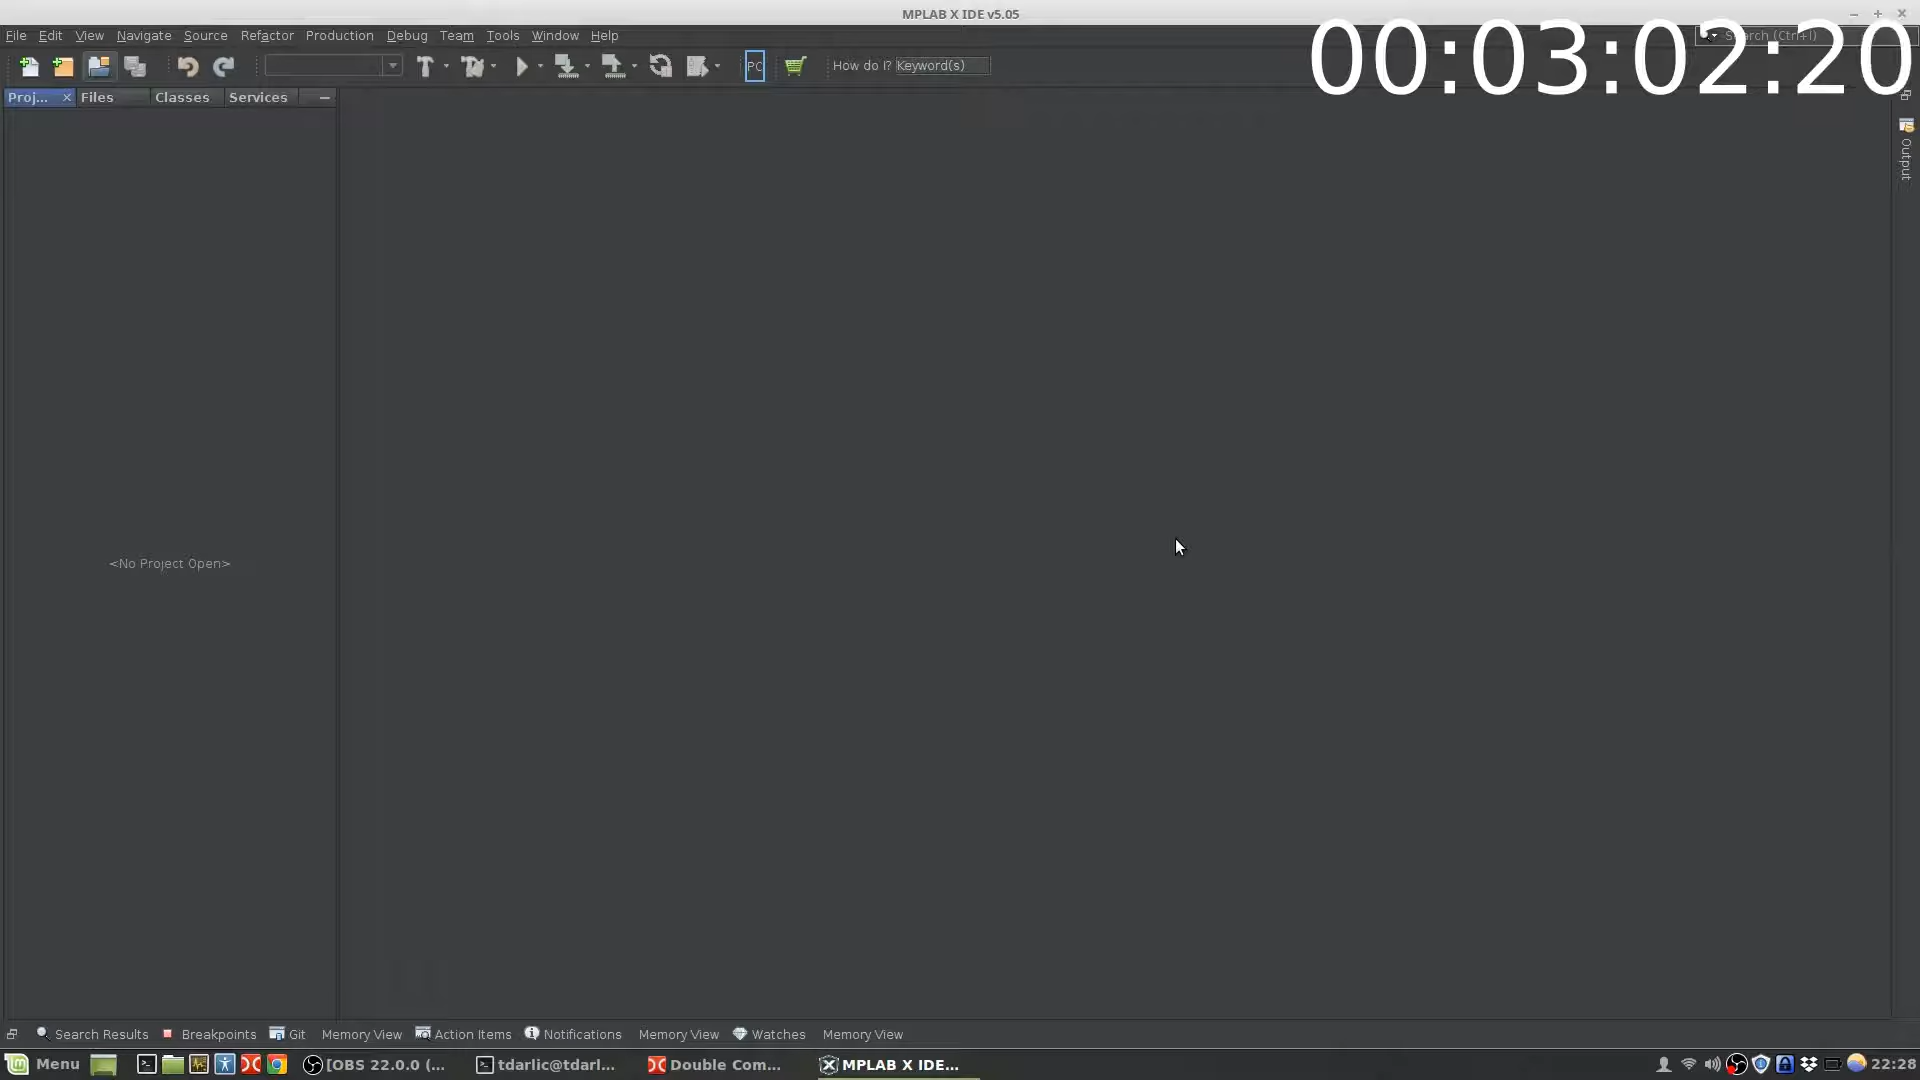 MPLAB X IDE v5.05
File Edit View Navigate Source Refactor Production Debug Team Tools Window Help
Search (Ctrl+I)
00:03:02:20
PC
How do I? Keyword(s)
Proj... Files Classes Services
Output
<No Project Open>
Search Results Breakpoints Git Memory View Action Items Notifications Memory View Watches Memory View
Menu [OBS 22.0.0 (... tdarlic@tdarl... Double Com... MPLAB X IDE... 22:28